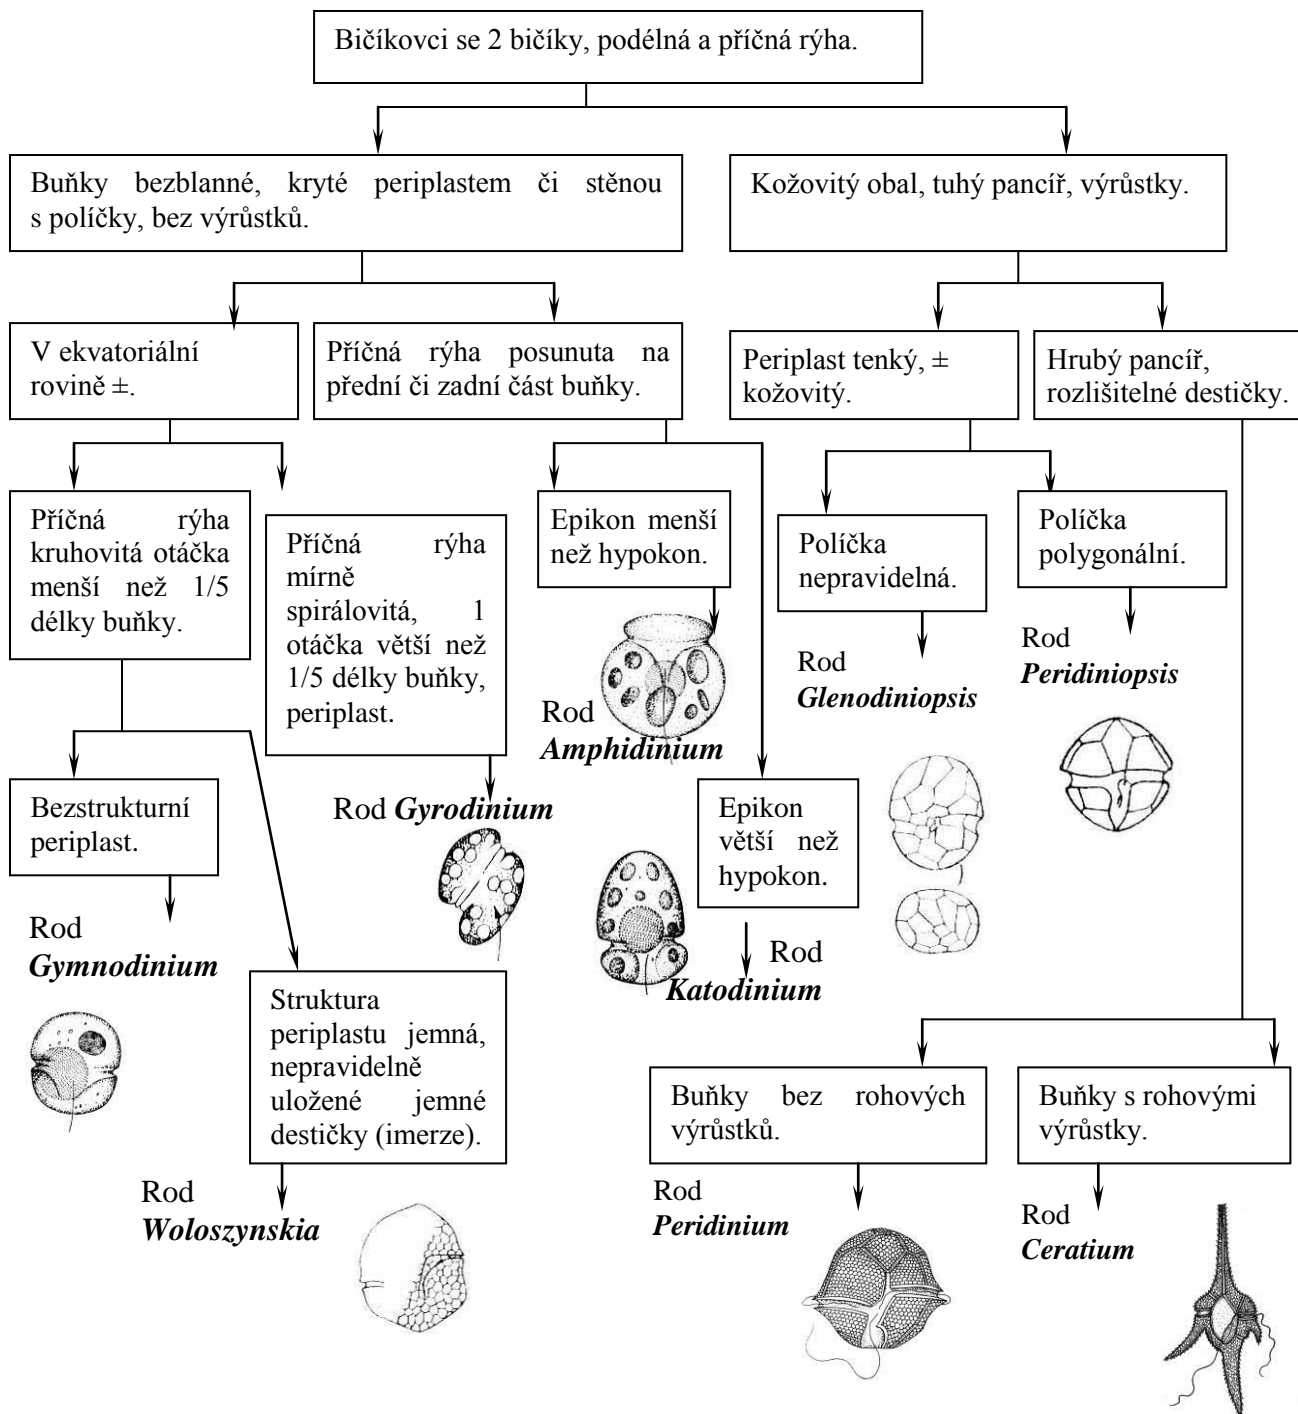 Bičíkovci se 2 bičíky, podélná a příčná rýha.
Buňky bezblanné, kryté periplastem či stěnou
s políčky, bez výrůstků.
Kožovitý obal, tuhý pancíř, výrůstky.
V ekvatoriální
rovině ±.
Příčná rýha posunuta na
přední či zadní část buňky.
Periplast tenký, ±
kožovitý.
Hrubý pancíř,
rozlišitelné destičky.
Příčná rýha
kruhovitá otáčka
menší než 1/5
délky buňky.
Příčná rýha
mírně
spirálovitá, 1
otáčka větší než
1/5 délky buňky,
periplast.
Epikon menší
než hypokon.
Políčka
nepravidelná.
Políčka
polygonální.
Rod
Amphidinium
Rod
Glenodiniopsis
Rod
Peridiniopsis
Bezstrukturní
periplast.
Rod Gyrodinium
Epikon
větší než
hypokon.
Rod
Gymnodinium
Rod
Katodinium
Struktura
periplastu jemná,
nepravidelně
uložené jemné
destičky (imerze).
Buňky bez rohových
výrůstků.
Buňky s rohovými
výrůstky.
Rod
Woloszynskia
Rod
Peridinium
Rod
Ceratium